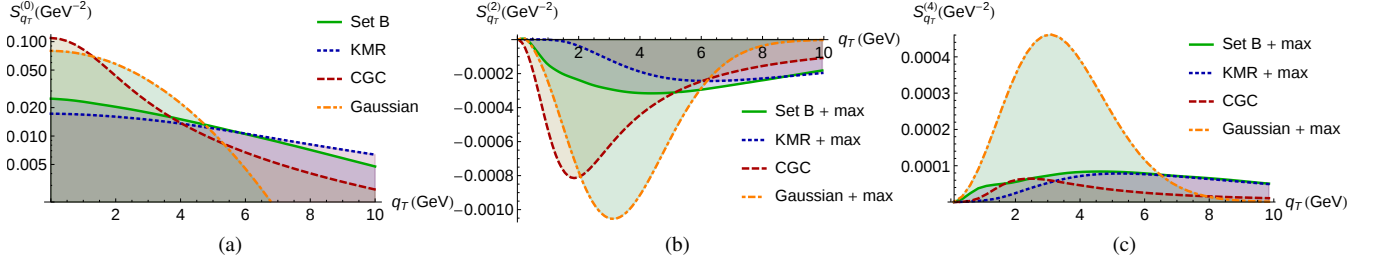 S_{q_T}^{(0)}(GeV⁻²)
0.100
0.050
0.020
0.010
0.005
2
4
6
8
10
q_T(GeV)
Set B
KMR
CGC
Gaussian
(a)
S_{q_T}^{(2)}(GeV⁻²)
2
4
6
8
10
q_T(GeV)
−0.0002
−0.0004
−0.0006
−0.0008
−0.0010
Set B + max
KMR + max
CGC
Gaussian + max
(b)
S_{q_T}^{(4)}(GeV⁻²)
0.0004
0.0003
0.0002
0.0001
0.0000
2
4
6
8
10
q_T(GeV)
Set B + max
KMR + max
CGC
Gaussian + max
(c)